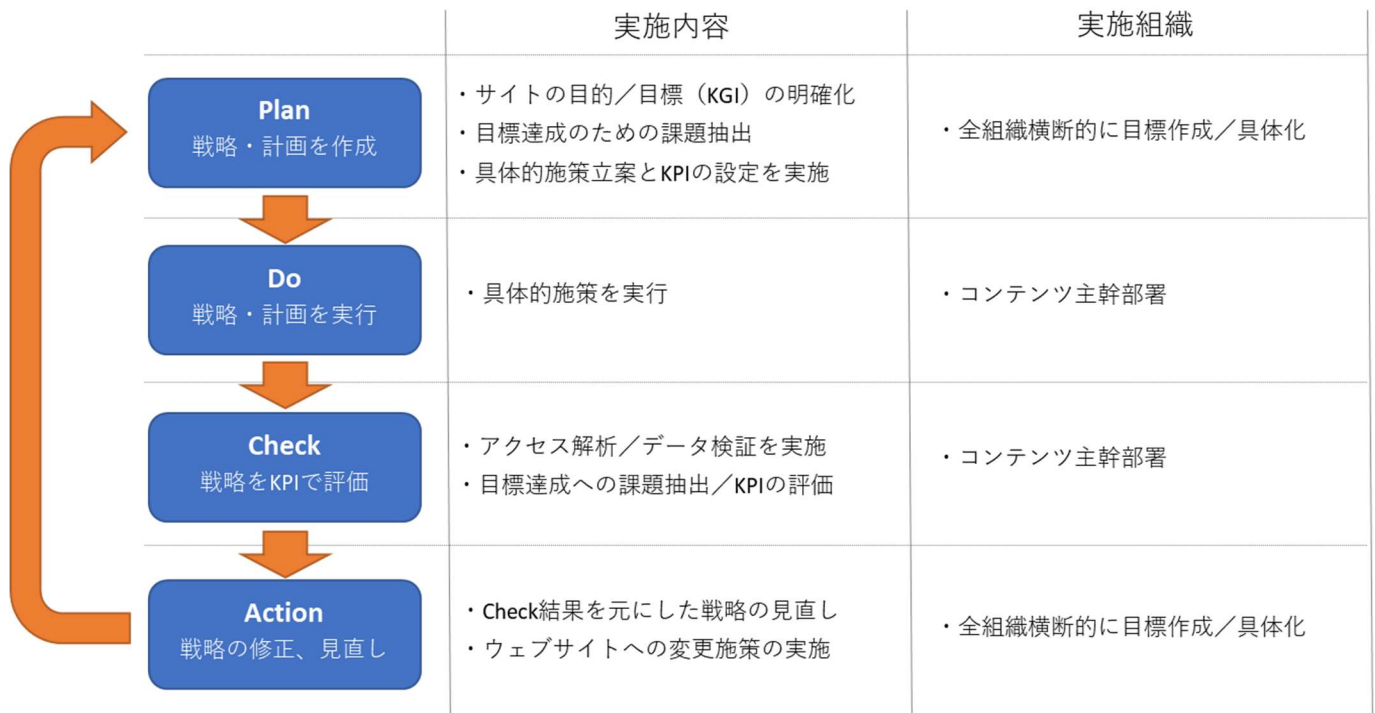 実施内容
実施組織
Plan
戦略・計画を作成
・サイトの目的／目標（KGI）の明確化
・目標達成のための課題抽出
・具体的施策立案とKPIの設定を実施
・全組織横断的に目標作成／具体化
Do
戦略・計画を実行
・具体的施策を実行
・コンテンツ主幹部署
Check
戦略をKPIで評価
・アクセス解析／データ検証を実施
・目標達成への課題抽出／KPIの評価
・コンテンツ主幹部署
Action
戦略の修正、見直し
・Check結果を元にした戦略の見直し
・ウェブサイトへの変更施策の実施
・全組織横断的に目標作成／具体化